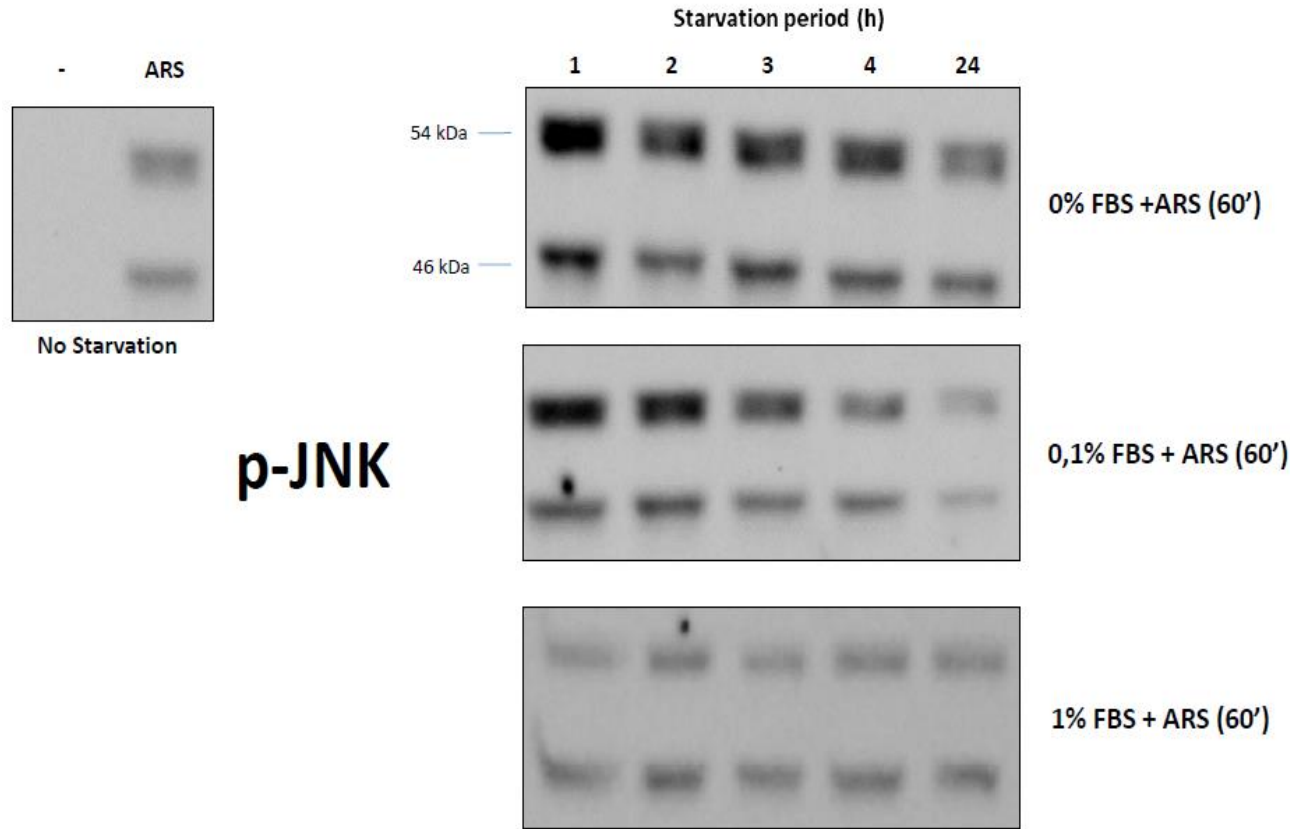 Starvation period (h)
- ARS
1 2 3 4 24
54 kDa
46 kDa
0% FBS +ARS (60’)
No Starvation
p-JNK
0,1% FBS + ARS (60’)
1% FBS + ARS (60’)